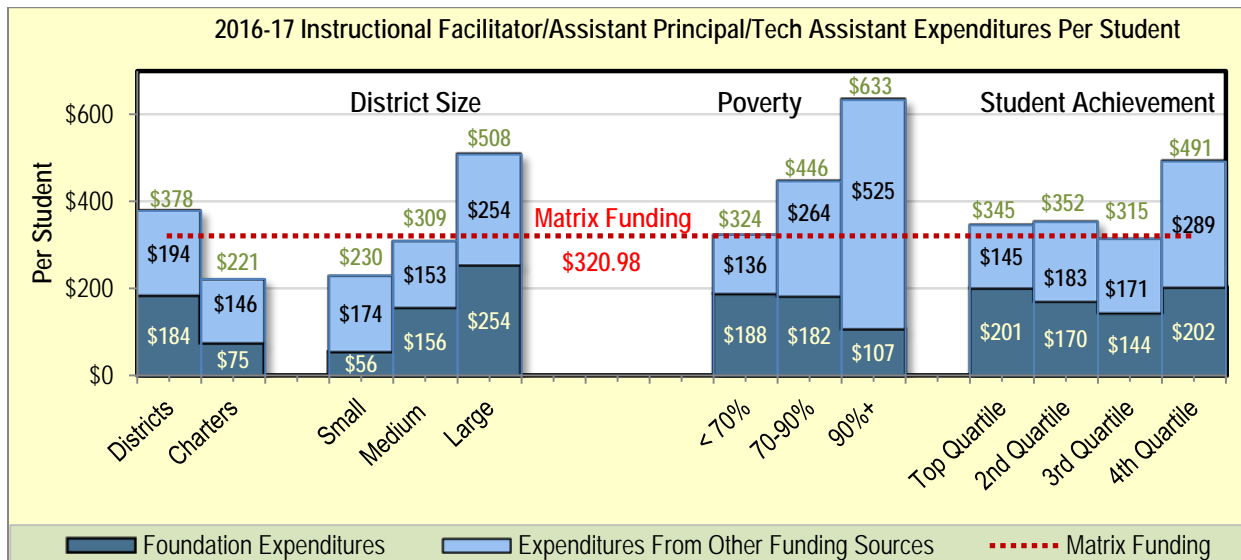 2016-17 Instructional Facilitator/Assistant Principal/Tech Assistant Expenditures Per Student
District Size
Poverty
Student Achievement
Per Student
$600
$400
$200
$0
$378
$194
$184
$221
$146
$75
$230
$174
$56
$309
$153
$156
$508
$254
$254
Matrix Funding
$320.98
$324
$136
$188
$446
$264
$182
$633
$525
$107
$345
$145
$201
$352
$183
$170
$315
$171
$144
$491
$289
$202
Districts
Charters
Small
Medium
Large
< 70%
70-90%
90%+
Top Quartile
2nd Quartile
3rd Quartile
4th Quartile
Foundation Expenditures
Expenditures From Other Funding Sources
Matrix Funding